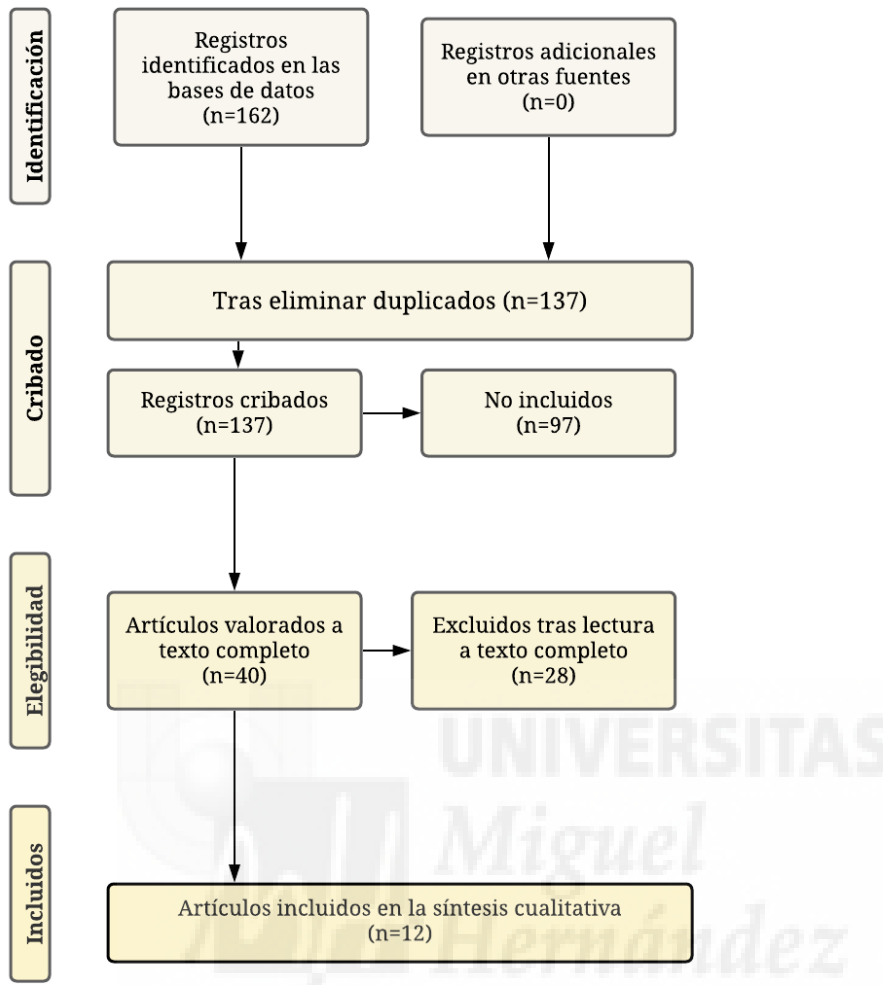 Identificación
Registros
identificados en las
bases de datos
(n=162)
Registros adicionales
en otras fuentes
(n=0)
Cribado
Tras eliminar duplicados (n=137)
Registros cribados
(n=137)
No incluidos
(n=97)
Elegibilidad
Artículos valorados a
texto completo
(n=40)
Excluidos tras lectura
a texto completo
(n=28)
Incluidos
Artículos incluidos en la síntesis cualitativa
(n=12)
UNIVERSITAS
Miguel
Hernández